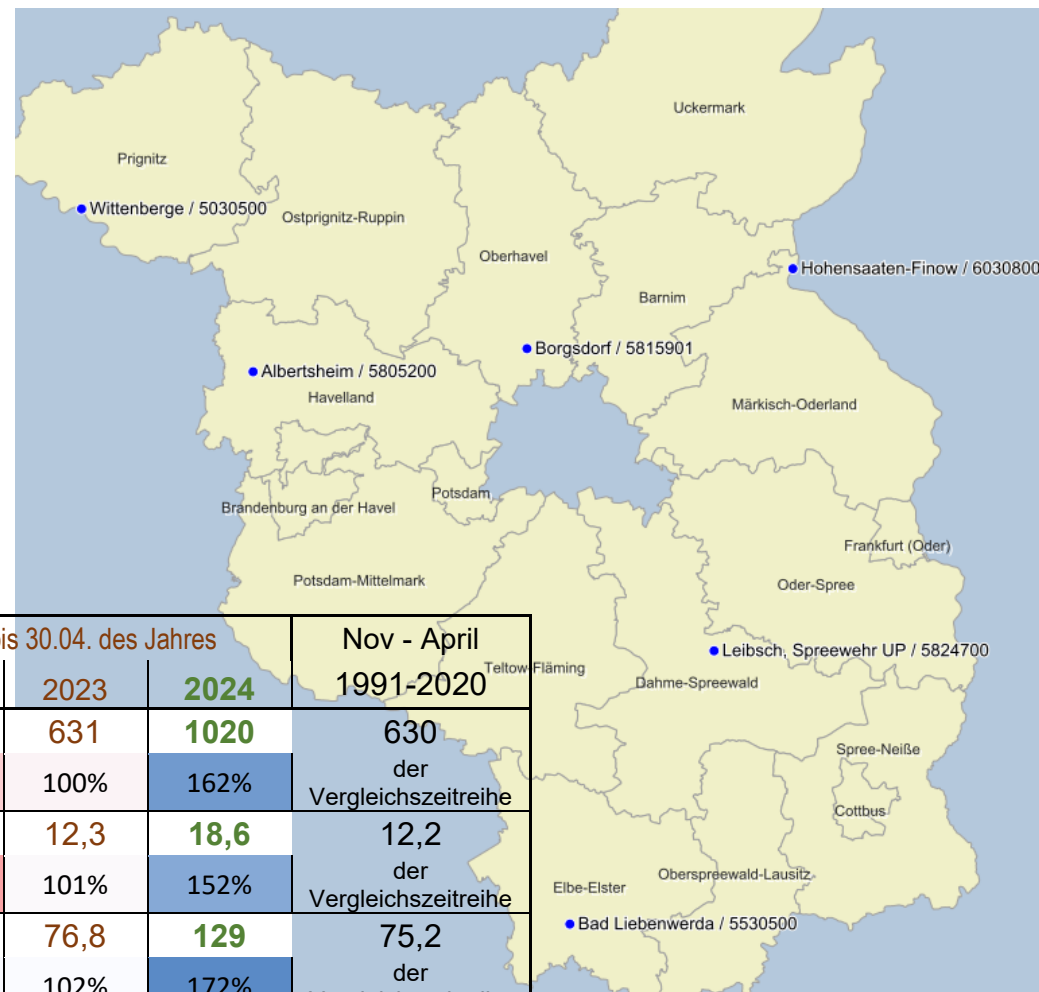 Uckermark
Prignitz
Wittenberge / 5030500
Ostprignitz-Ruppin
Oberhavel
Hohensaaten-Finow / 6030800
Barnim
Borgsdorf / 5815901
Albertsheim / 5805200
Havelland
Märkisch-Oderland
Potsdam
Brandenburg an der Havel
Frankfurt (Oder)
Potsdam-Mittelmark
Oder-Spree
Leibsch, Spreewehr UP / 5824700
Teltow-Fläming
Dahme-Spreewald
Spree-Neiße
Cottbus
Oberspreewald-Lausitz
Elbe-Elster
Bad Liebenwerda / 5530500
bis 30.04. des Jahres Nov - April
2023 2024 1991-2020
631 1020 630
100% 162% der
Vergleichszeitreihe
12,3 18,6 12,2
101% 152% der
Vergleichszeitreihe
76,8 129 75,2
102% 172% der